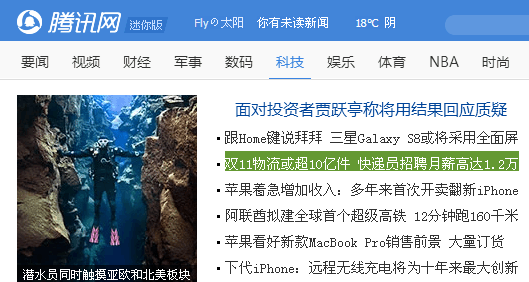 腾讯网 迷你版 Flyの太阳 你有未读新闻 18℃ 阴
要闻 视频 财经 军事 数码 科技 娱乐 体育 NBA 时尚
面对投资者贾跃亭称将用结果回应质疑
跟Home键说拜拜 三星Galaxy S8或将采用全面屏
双11物流或超10亿件 快递员招聘月薪高达1.2万
苹果着急增加收入：多年来首次开卖翻新iPhone
阿联酋拟建全球首个超级高铁 12分钟跑160千米
苹果看好新款MacBook Pro销售前景 大量订货
下代iPhone：远程无线充电将为十年来最大创新
潜水员同时触摸亚欧和北美板块